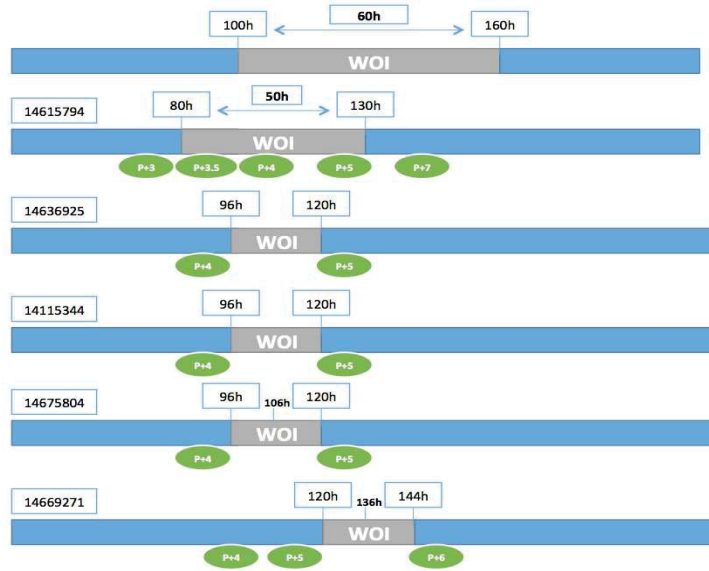 60h
100h 160h
WOI
14615794 80h 50h 130h
WOI
P+3 P+3.5 P+4 P+5 P+7
14636925 96h 120h
WOI
P+4 P+5
14115344 96h 120h
WOI
P+4 P+5
14675804 96h 106h 120h
WOI
P+4 P+5
14669271 120h 136h 144h
WOI
P+4 P+5 P+6